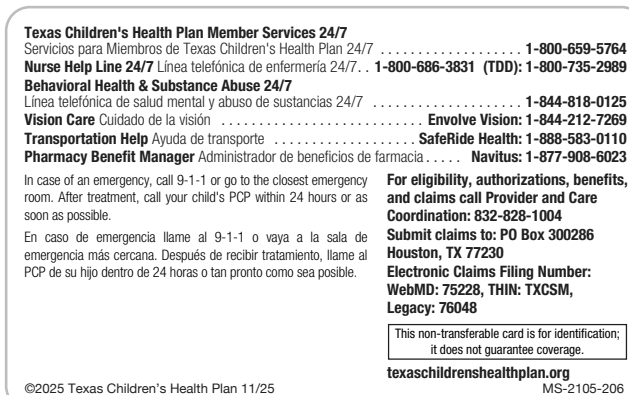 Texas Children's Health Plan Member Services 24/7
Servicios para Miembros de Texas Children's Health Plan 24/7 . . . . . . . . . . . . . . . . . . . 1-800-659-5764
Nurse Help Line 24/7 Línea telefónica de enfermería 24/7. . 1-800-686-3831 (TDD): 1-800-735-2989
Behavioral Health & Substance Abuse 24/7
Línea telefónica de salud mental y abuso de sustancias 24/7 . . . . . . . . . . . . . . . . . . . . 1-844-818-0125
Vision Care Cuidado de la visión . . . . . . . . . . . . . . . . . . . . . . . . . . . Envolve Vision: 1-844-212-7269
Transportation Help Ayuda de transporte . . . . . . . . . . . . . . . . . . SafeRide Health: 1-888-583-0110
Pharmacy Benefit Manager Administrador de beneficios de farmacia . . . . . Navitus: 1-877-908-6023
In case of an emergency, call 9-1-1 or go to the closest emergency
room. After treatment, call your child's PCP within 24 hours or as
soon as possible.
En caso de emergencia llame al 9-1-1 o vaya a la sala de
emergencia más cercana. Después de recibir tratamiento, llame al
PCP de su hijo dentro de 24 horas o tan pronto como sea posible.
For eligibility, authorizations, benefits,
and claims call Provider and Care
Coordination: 832-828-1004
Submit claims to: PO Box 300286
Houston, TX 77230
Electronic Claims Filing Number:
WebMD: 75228, THIN: TXCSM,
Legacy: 76048
This non-transferable card is for identification;
it does not guarantee coverage.
texaschildrenshealthplan.org
©2025 Texas Children's Health Plan 11/25
MS-2105-206